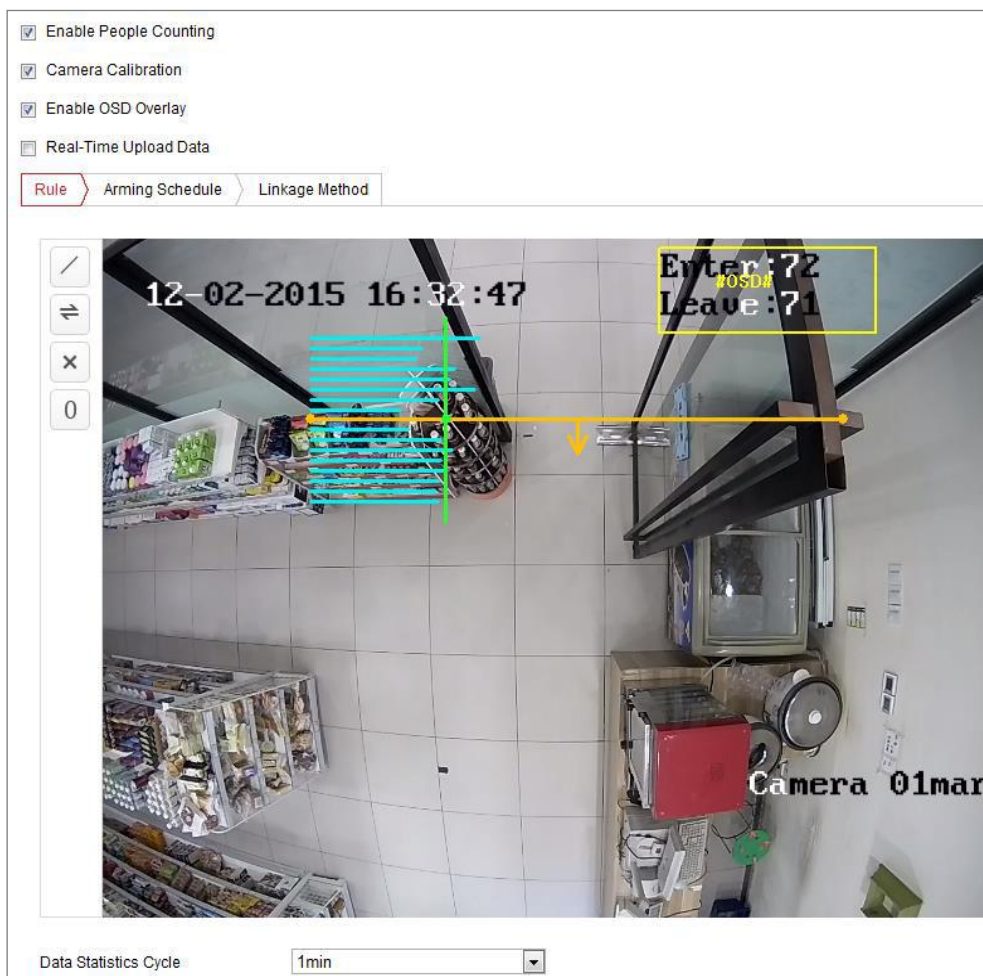 Enable People Counting
Camera Calibration
Enable OSD Overlay
Real-Time Upload Data
Rule
Arming Schedule
Linkage Method
12-02-2015 16:32:47
Enter:72
#OSD#
Leave:71
0
Camera 01mar
Data Statistics Cycle
1min